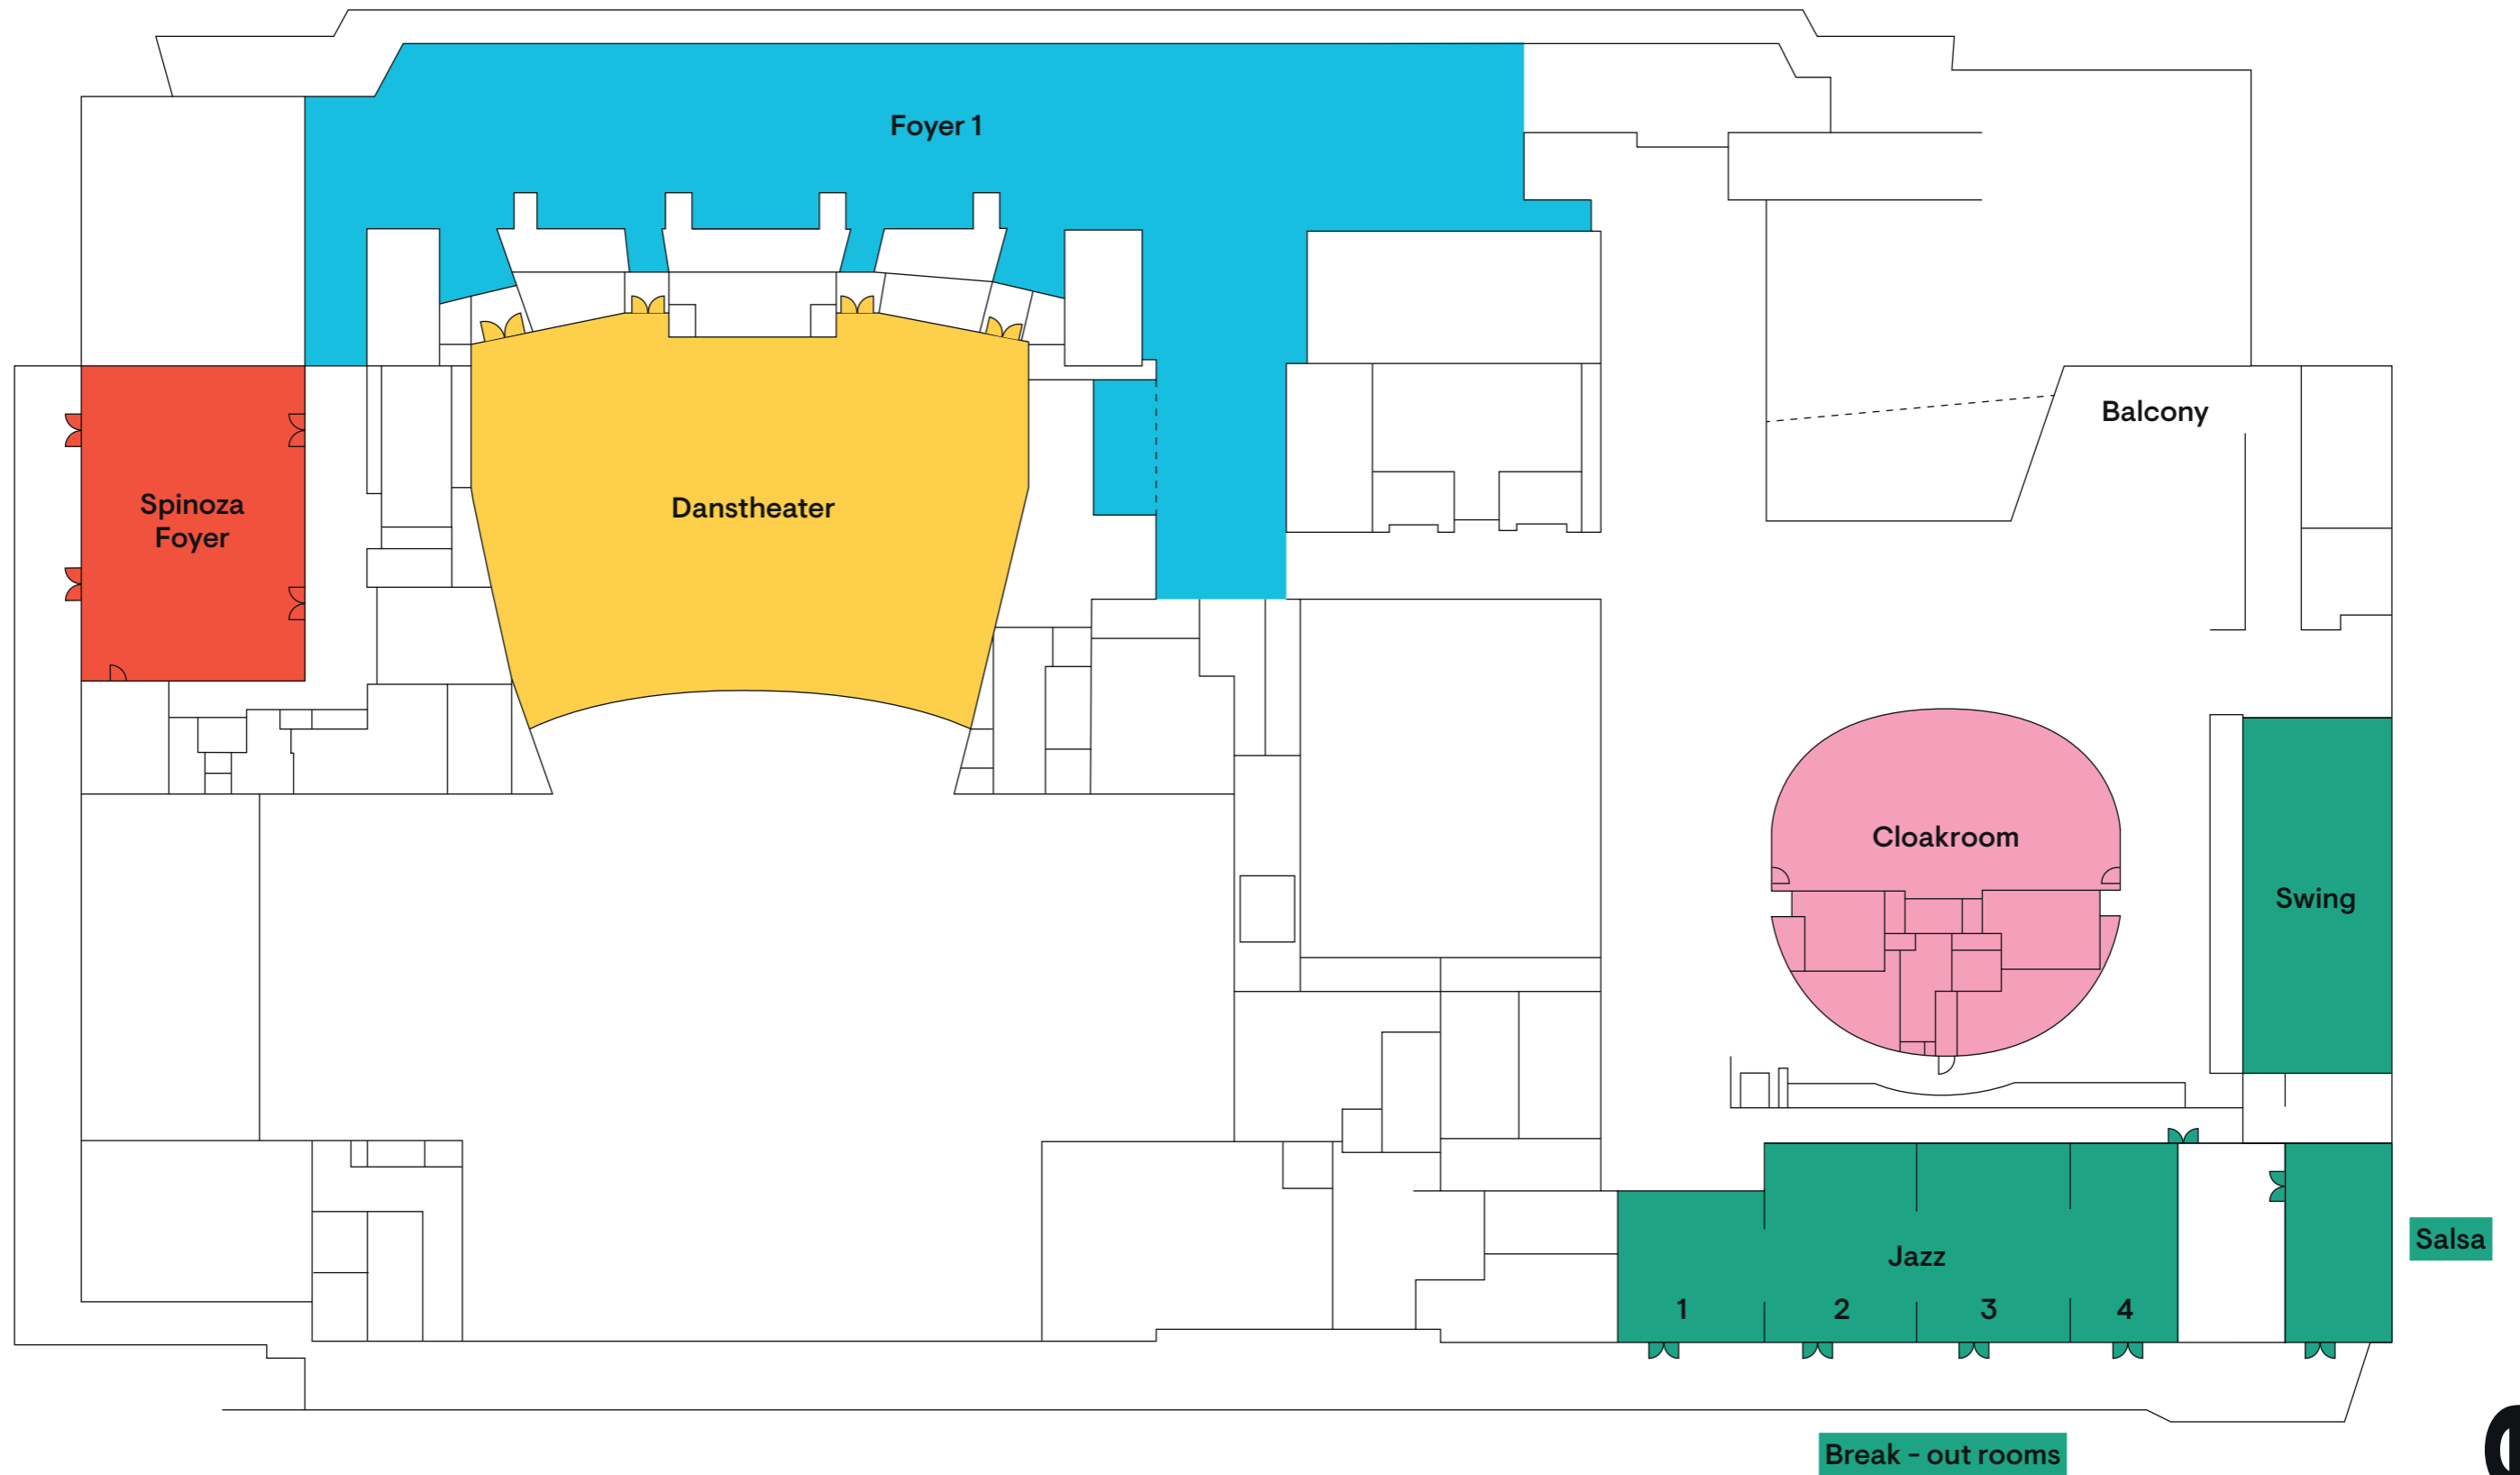 Foyer 1
Balcony
Spinoza
Foyer
Danstheater
Cloakroom
Swing
Salsa
Jazz
1
2
3
4
Break - out rooms